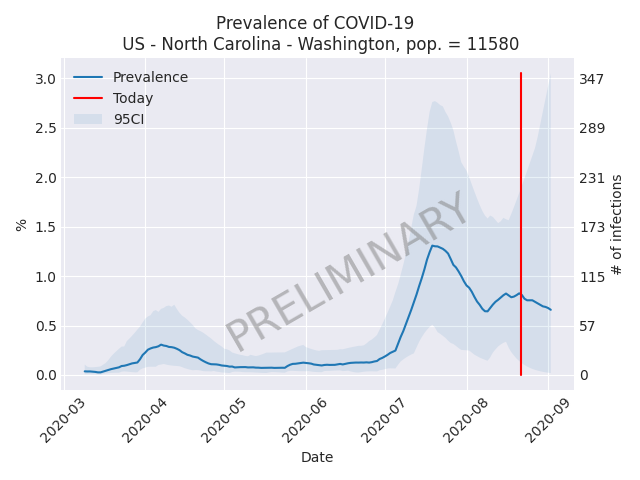 Prevalence of COVID-19
US - North Carolina - Washington, pop. = 11580
Prevalence
Today
95CI
PRELIMINARY
3.0
2.5
2.0
1.5
1.0
0.5
0.0
%
347
289
231
173
115
57
0
# of infections
2020-03
2020-04
2020-05
2020-06
2020-07
2020-08
2020-09
Date